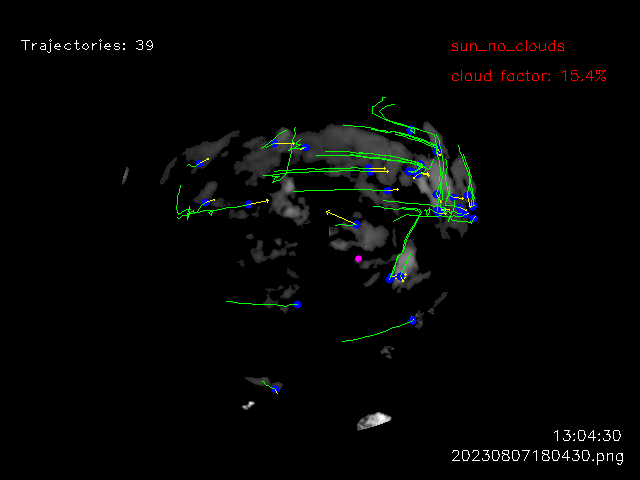 Trajectories: 39
sun_no_clouds
cloud factor: 15.4%
13:04:30
20230807180430.png